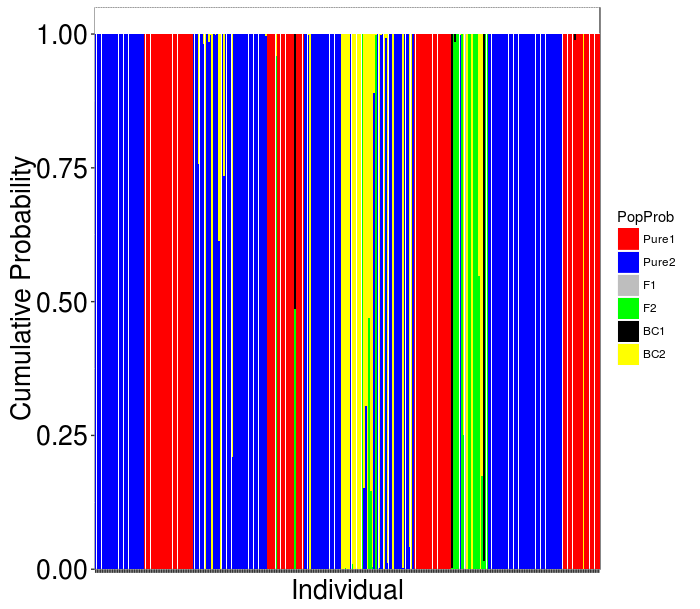 1.00
0.75
0.50
0.25
0.00
Cumulative Probability
Individual
PopProb
Pure1
Pure2
F1
F2
BC1
BC2